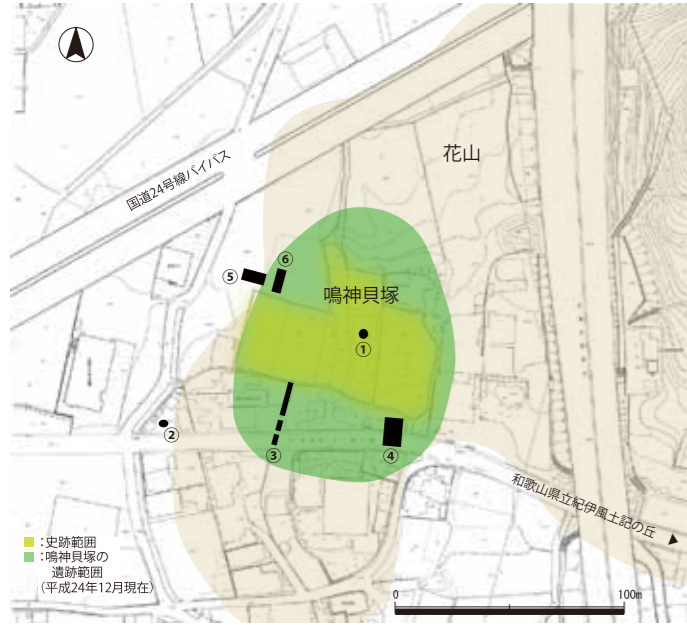 花山
国道24号線バイパス
⑥
⑤
鳴神貝塚
①
②
③
④
和歌山県立紀伊風土記の丘
：史跡範囲
：鳴神貝塚の
遺跡範囲
（平成24年12月現在）
0
100m